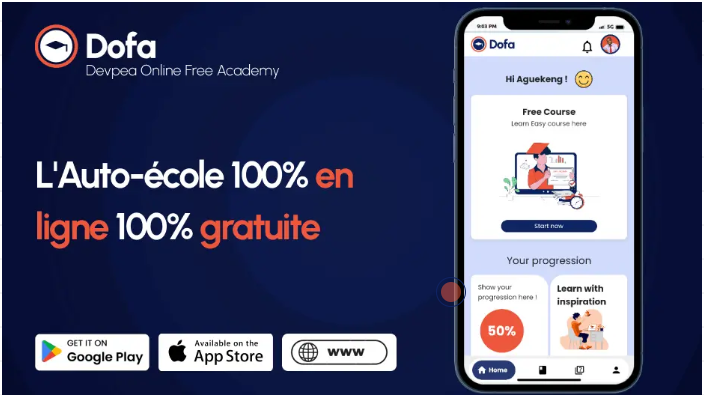 Dofa
Devpea Online Free Academy
L'Auto-école 100% en
ligne 100% gratuite
GET IT ON
Google Play
Available on the
App Store
www
9:03 PM
5G
Dofa
Hi Aguekeng !
Free Course
Learn Easy course here
Start now
Your progression
Show your
progression here !
50%
Learn with
inspiration
Home